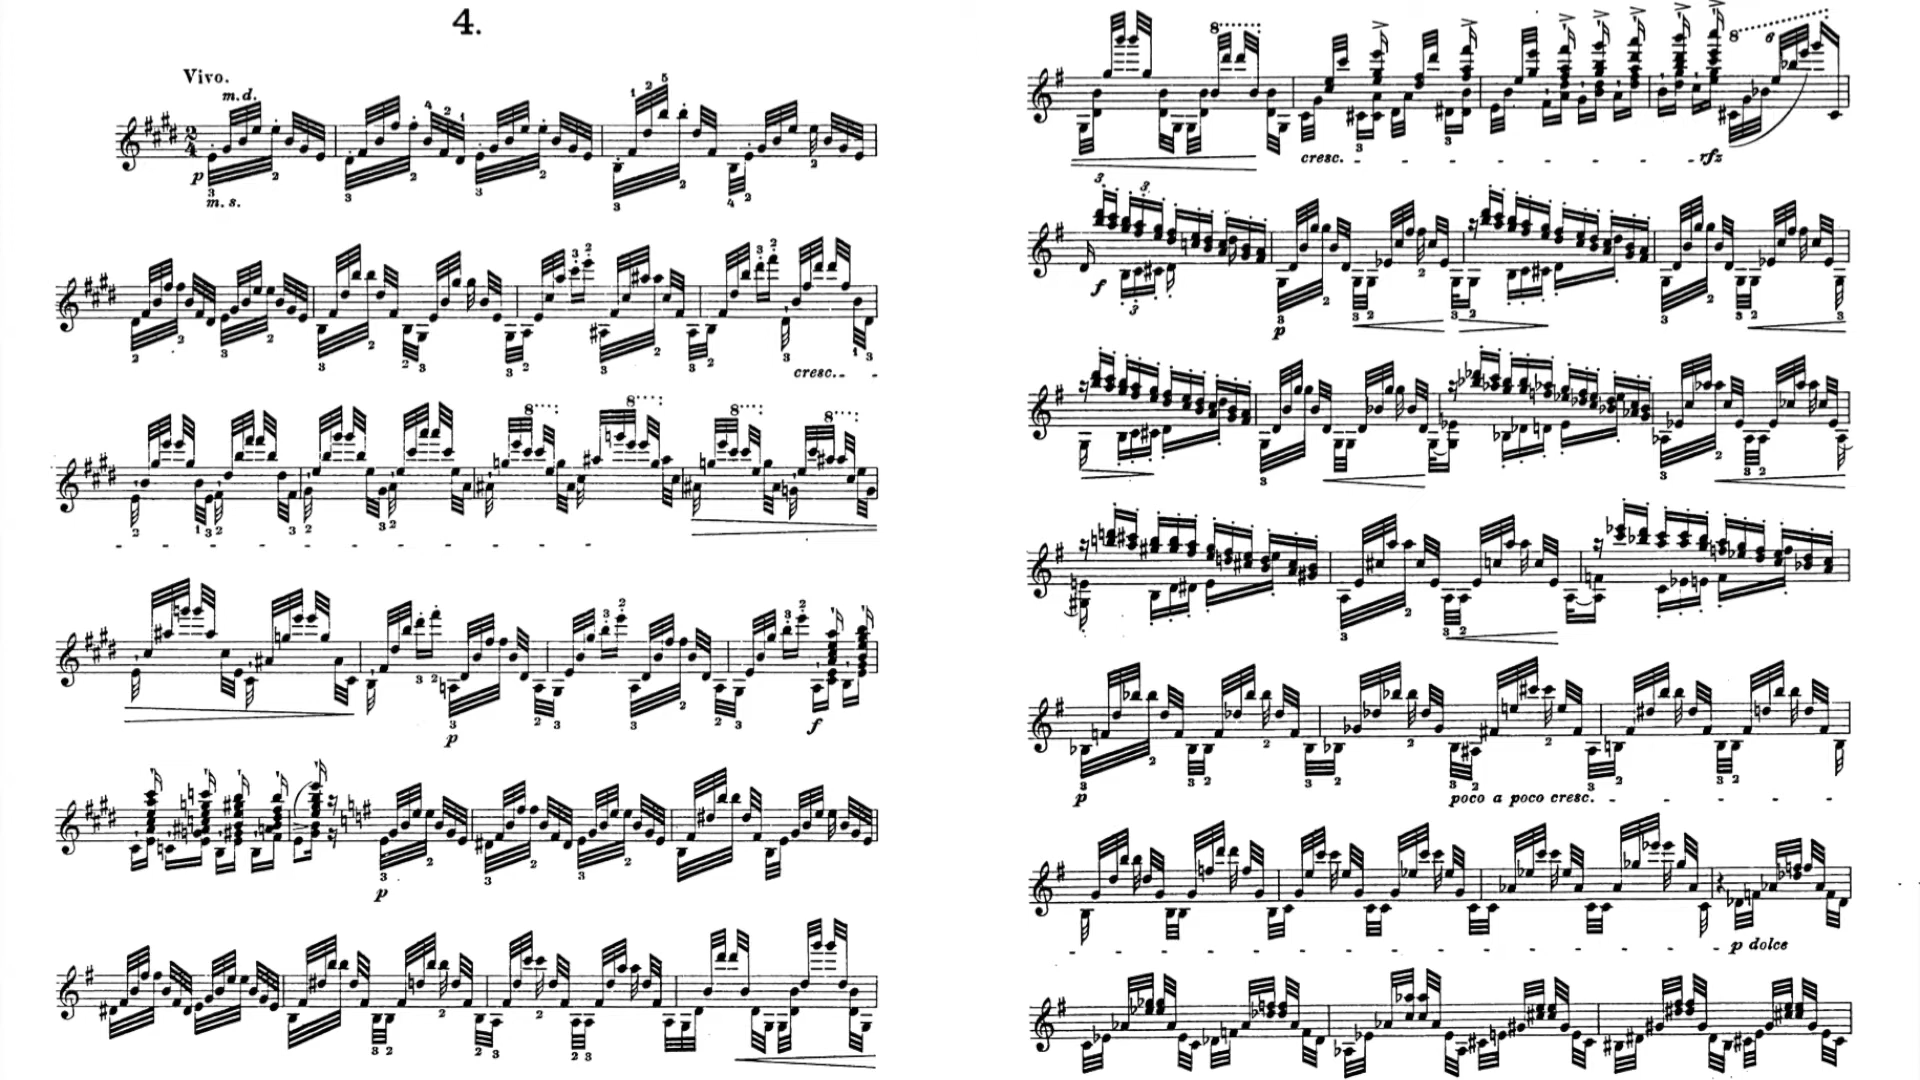 4.
Vivo.
m.d.
p
m.s.
cresc.
p
f
p
cresc.
rfz
f
p
p
poco a poco cresc.
p dolce